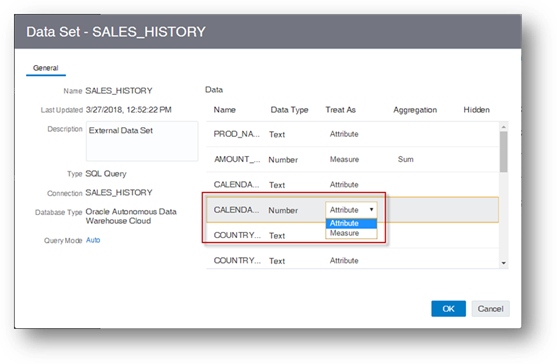 Data Set - SALES_HISTORY
General
Name SALES_HISTORY
Last Updated 3/27/2018, 12:52:22 PM
Description External Data Set
Type SQL Query
Connection SALES_HISTORY
Database Type Oracle Autonomous Data
Warehouse Cloud
Query Mode Auto
Data
Name Data Type Treat As Aggregation Hidden
PROD_NA... Text Attribute
AMOUNT_... Number Measure Sum
CALENDA... Text Attribute
CALENDA... Number Attribute
Attribute
Measure
COUNTRY... Text
COUNTRY... Text Attribute
OK Cancel